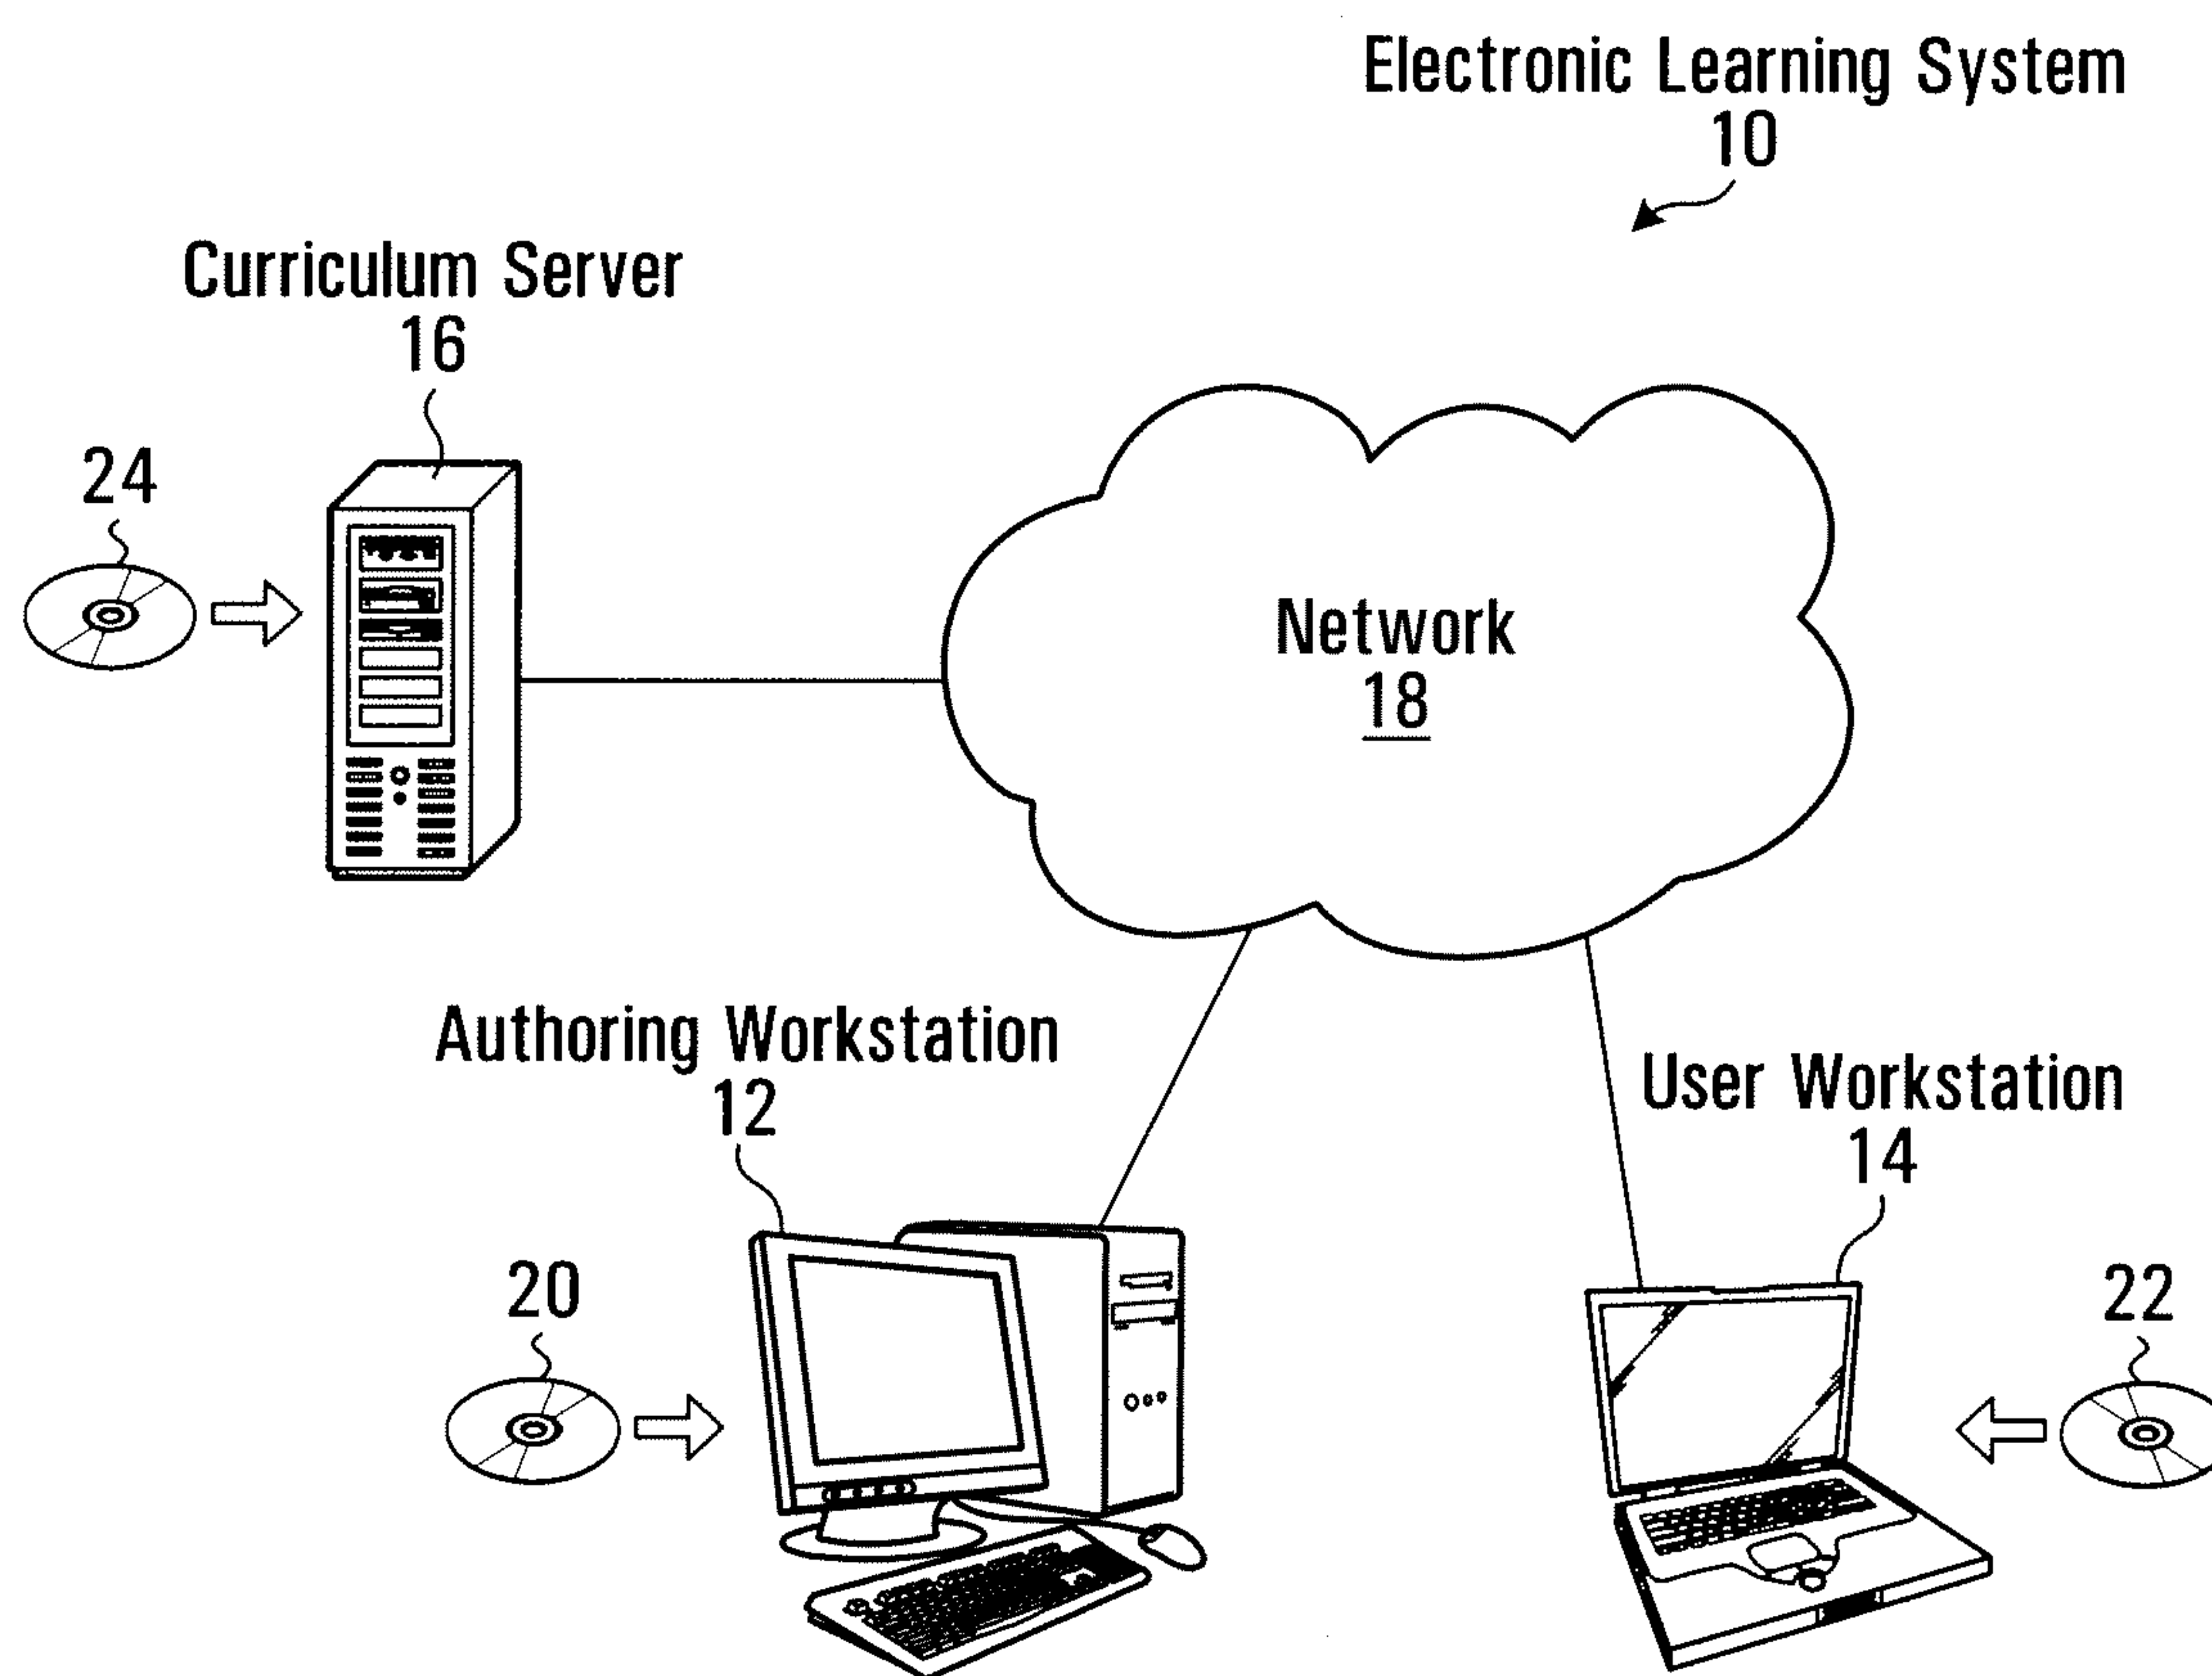 Electronic Learning System
10
Curriculum Server
16
24
Network
18
Authoring Workstation
12
User Workstation
14
20
22